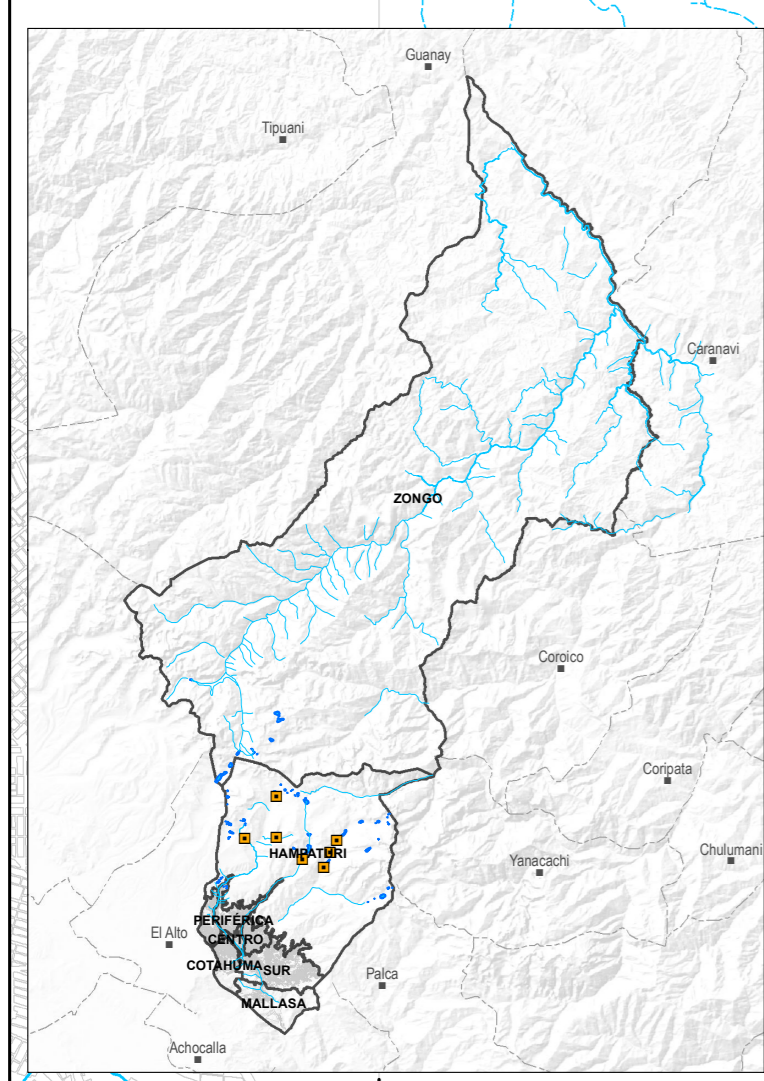 Guanay
Tipuani
Caranavi
ZONGO
Coroico
Coripata
HAMPATURI
Chulumani
Yanacachi
PERIFÉRICA
El Alto
CENTRO
COTAHUMA
SUR
Palca
MALLASA
Achocalla